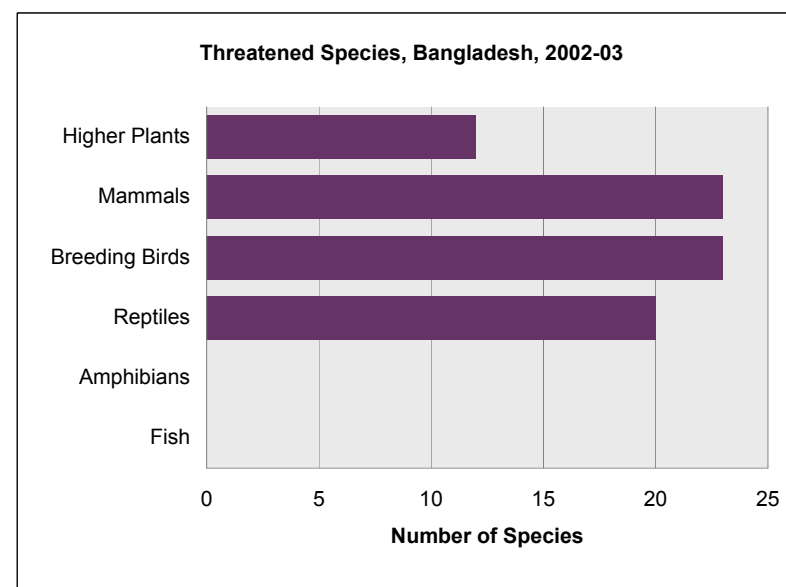 Threatened Species, Bangladesh, 2002-03
Higher Plants
Mammals
Breeding Birds
Reptiles
Amphibians
Fish
0 5 10 15 20 25
Number of Species